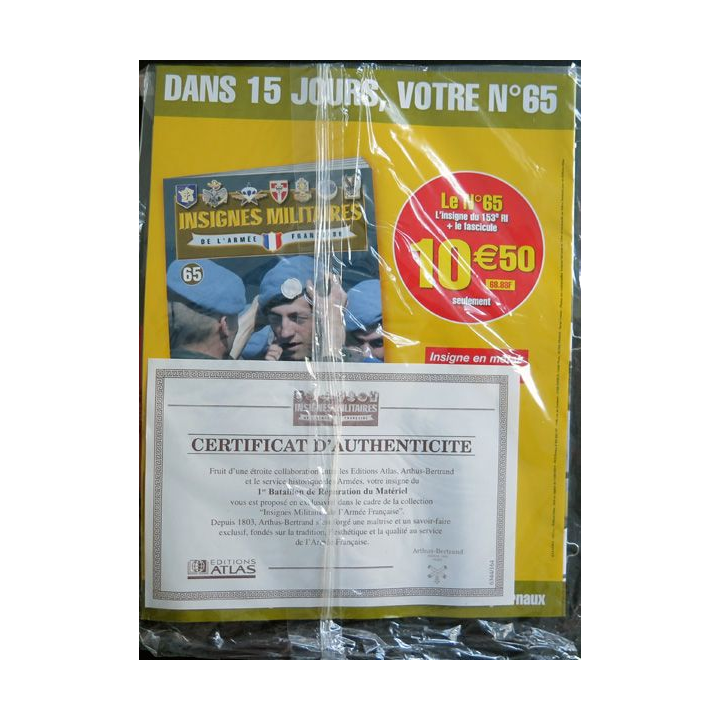 DANS 15 JOURS, VOTRE N°65
INSIGNES MILITAIRES
DE L'ARMÉE FRANÇAISE
65
Le N°65
L'insigne du 153e RI
+ le fascicule
10€50
68.88F
seulement
Insigne en
INSIGNES MILITAIRES
CERTIFICAT D'AUTHENTICITE
Fruit d'une étroite collaboration entre les Editions Atlas, Arthus-Bertrand
et le service historique des Armées, votre insigne du
1er Bataillon de Réparation du Matériel
vous est proposé en exclusivité dans le cadre de la collection
"Insignes Militaires de l'Armée Française".
Depuis 1803, Arthus-Bertrand s'est forgé une maîtrise et un savoir-faire
exclusif, fondés sur la tradition, l'esthétique et la qualité au service
de l'Armée Française.
Arthus-Bertrand
EDITIONS
ATLAS